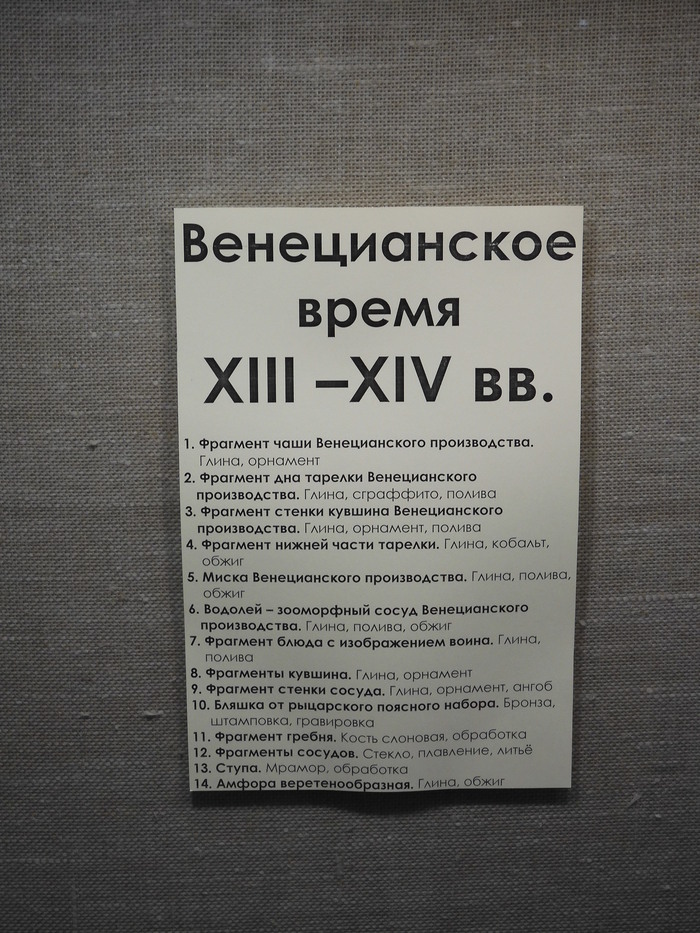 Венецианское
время
XIII –XIV вв.
1. Фрагмент чаши Венецианского производства.
Глина, орнамент
2. Фрагмент дна тарелки Венецианского
производства. Глина, сграффито, полива
3. Фрагмент стенки кувшина Венецианского
производства. Глина, орнамент, полива
4. Фрагмент нижней части тарелки. Глина, кобальт,
обжиг
5. Миска Венецианского производства. Глина, полива,
обжиг
6. Водолей – зооморфный сосуд Венецианского
производства. Глина, полива, обжиг
7. Фрагмент блюда с изображением воина. Глина,
полива
8. Фрагменты кувшина. Глина, орнамент
9. Фрагмент стенки сосуда. Глина, орнамент, ангоб
10. Бляшка от рыцарского поясного набора. Бронза,
штамповка, гравировка
11. Фрагмент гребня. Кость слоновая, обработка
12. Фрагменты сосудов. Стекло, плавление, литьё
13. Ступа. Мрамор, обработка
14. Амфора веретенообразная. Глина, обжиг